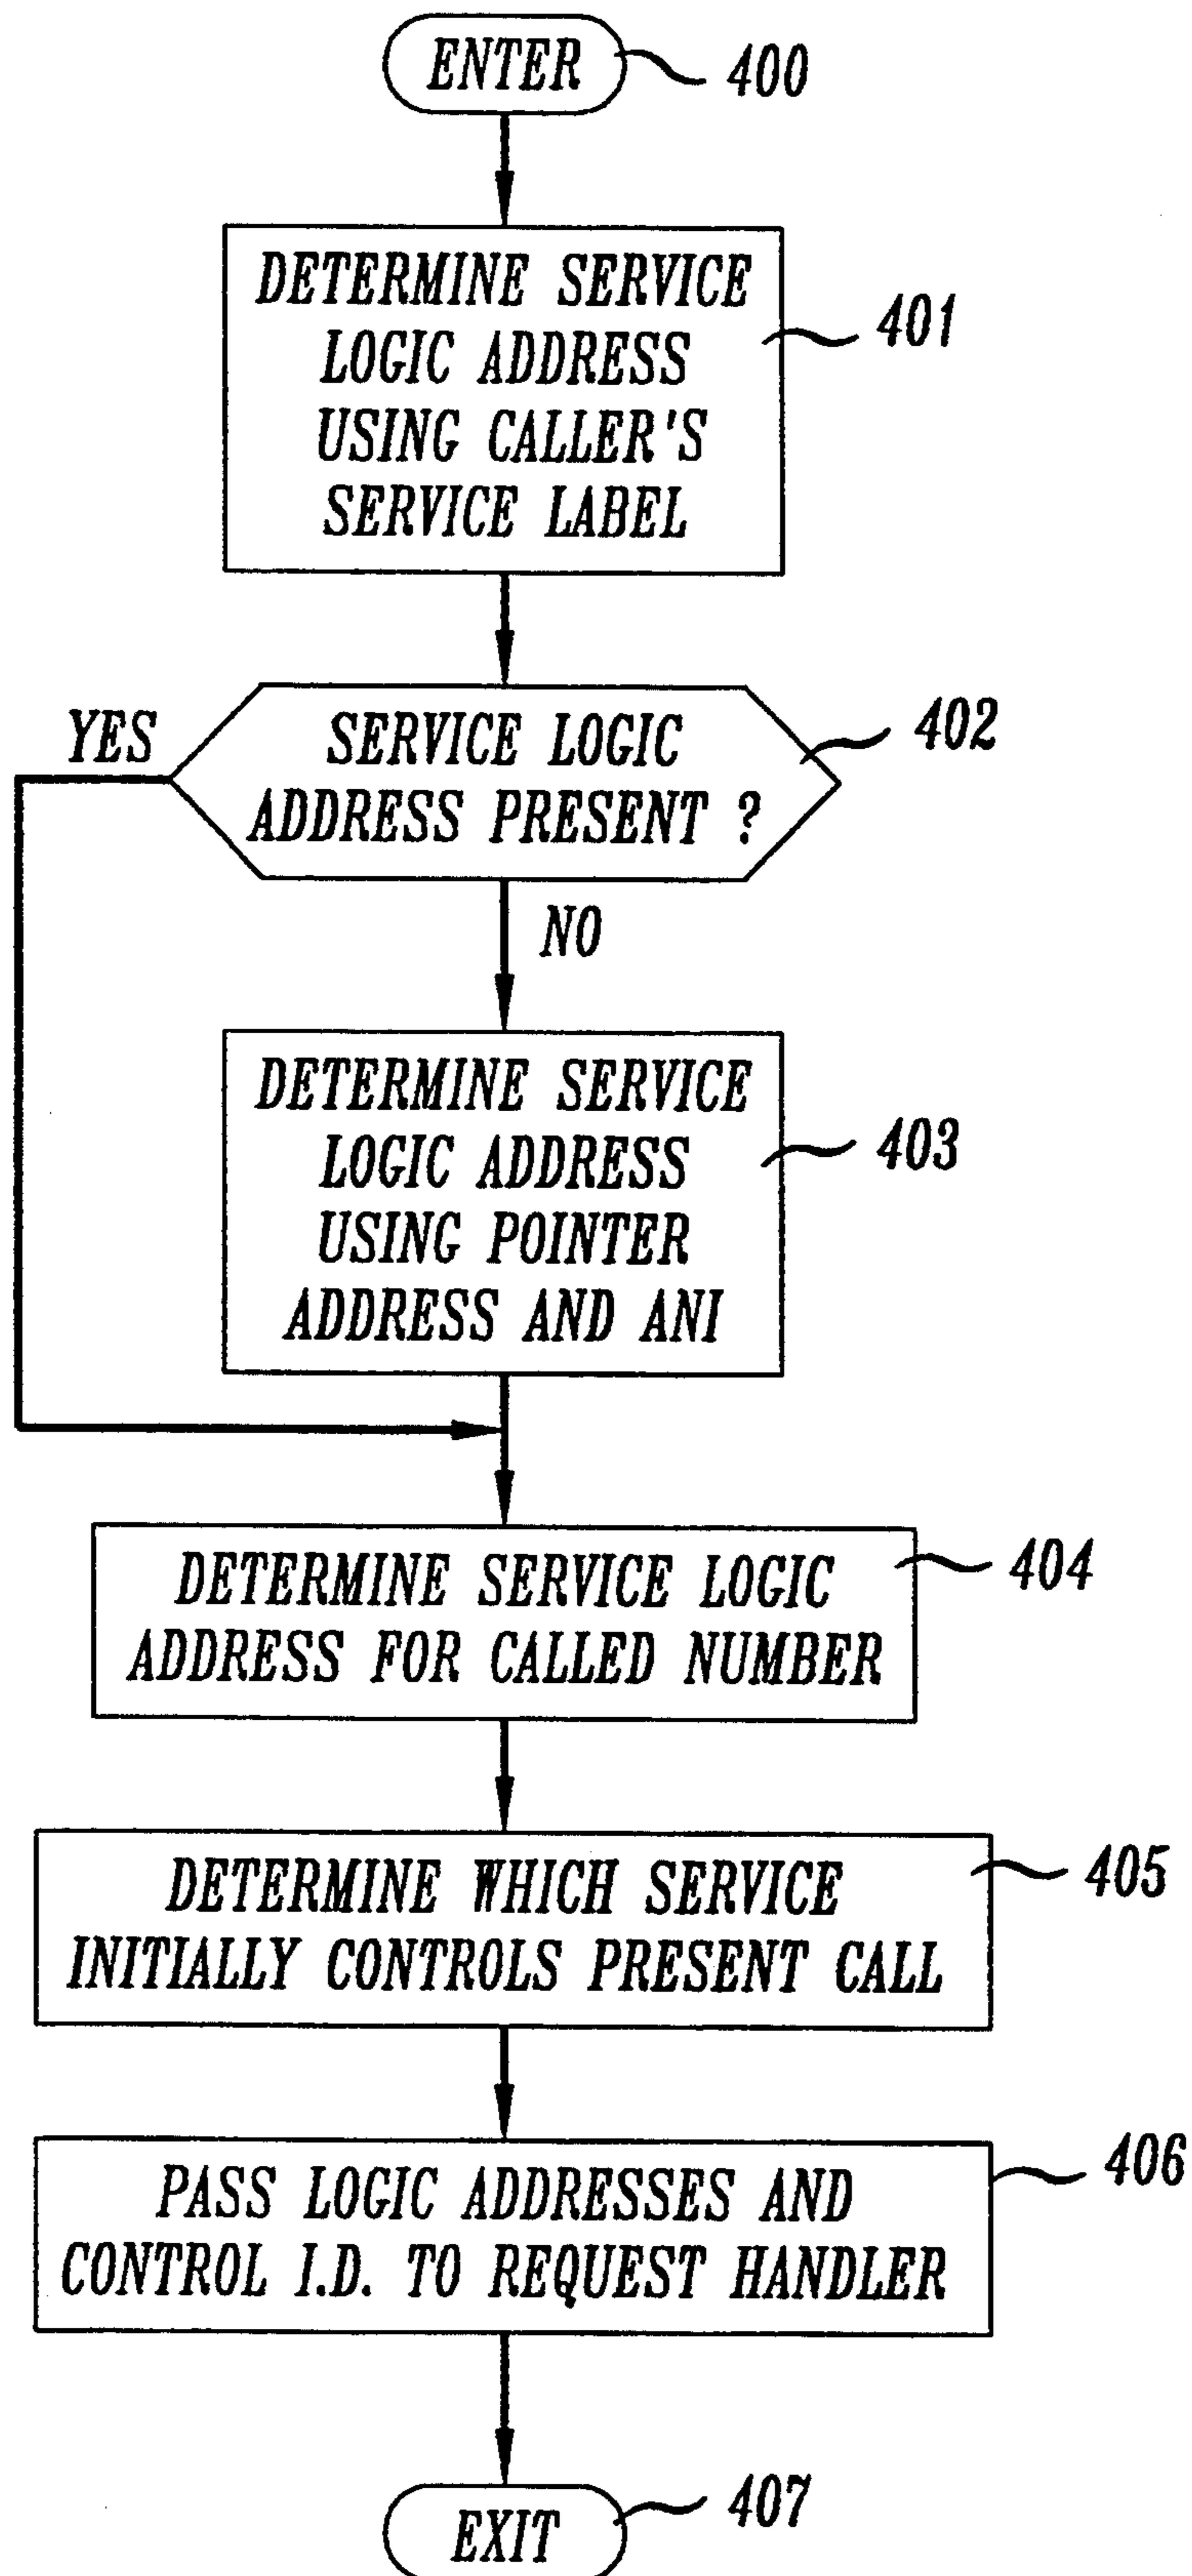 ENTER
400
DETERMINE SERVICE
LOGIC ADDRESS
USING CALLER'S
SERVICE LABEL
401
YES
SERVICE LOGIC
ADDRESS PRESENT ?
402
NO
DETERMINE SERVICE
LOGIC ADDRESS
USING POINTER
ADDRESS AND ANI
403
DETERMINE SERVICE LOGIC
ADDRESS FOR CALLED NUMBER
404
DETERMINE WHICH SERVICE
INITIALLY CONTROLS PRESENT CALL
405
PASS LOGIC ADDRESSES AND
CONTROL I.D. TO REQUEST HANDLER
406
EXIT
407